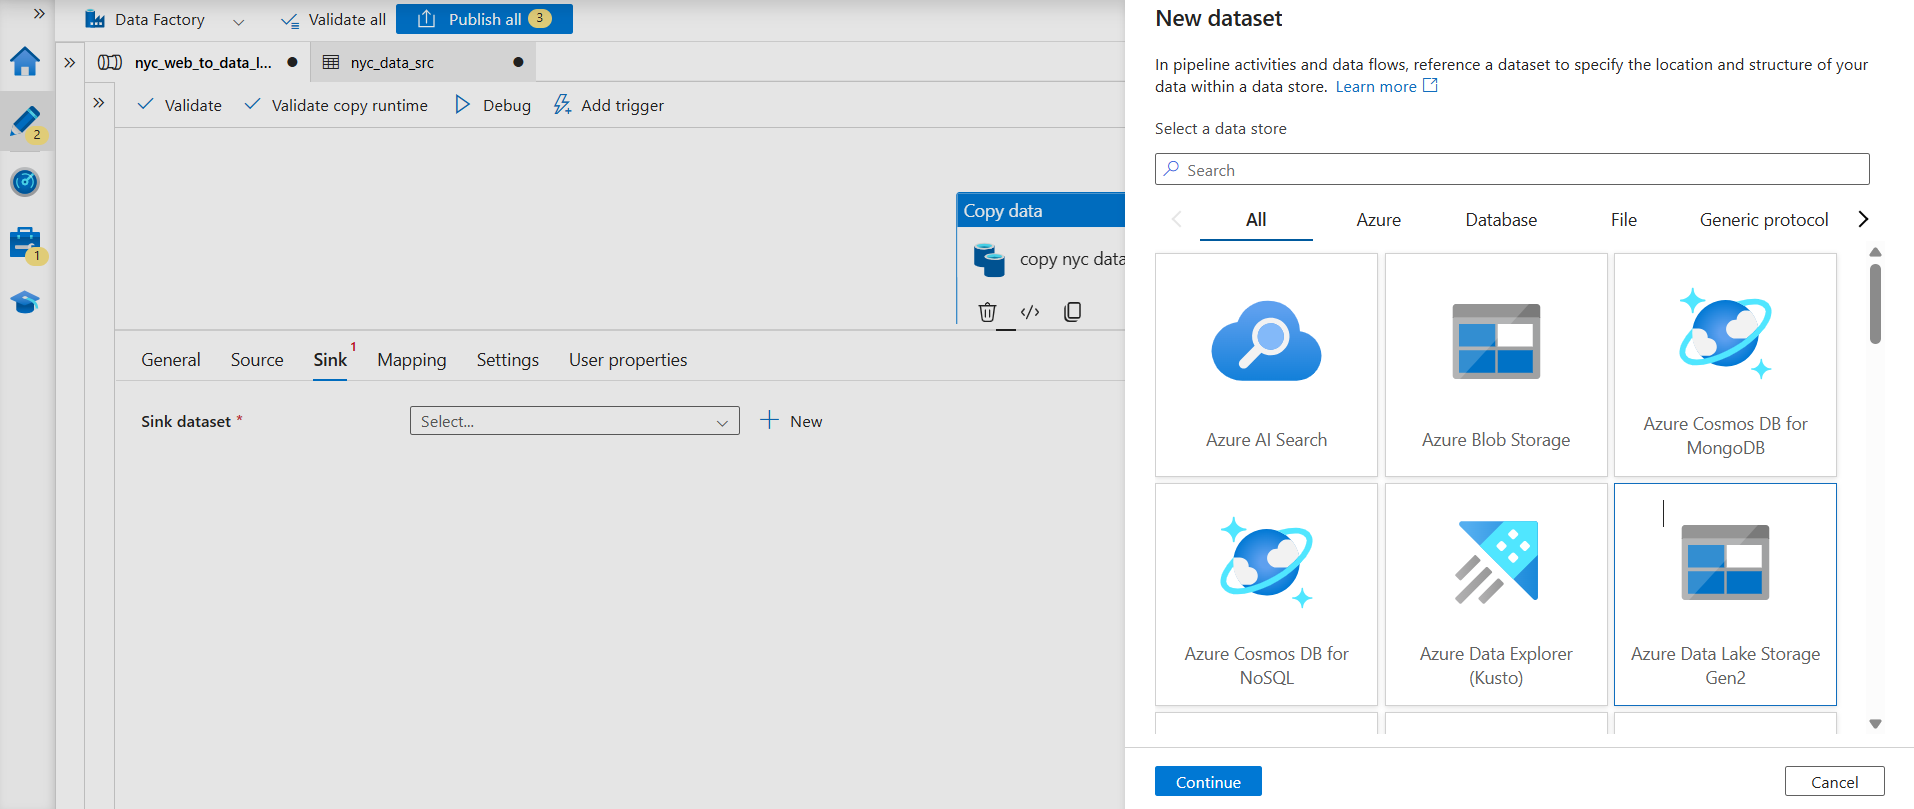 Data Factory
Validate all
Publish all 3
nyc_web_to_data_l...
nyc_data_src
Validate
Validate copy runtime
Debug
Add trigger
2
1
Copy data
copy nyc data
General
Source
Sink 1
Mapping
Settings
User properties
Sink dataset *
Select...
New
New dataset
In pipeline activities and data flows, reference a dataset to specify the location and structure of your
data within a data store. Learn more
Select a data store
Search
All
Azure
Database
File
Generic protocol
Azure AI Search
Azure Blob Storage
Azure Cosmos DB for
MongoDB
Azure Cosmos DB for
NoSQL
Azure Data Explorer
(Kusto)
Azure Data Lake Storage
Gen2
Continue
Cancel